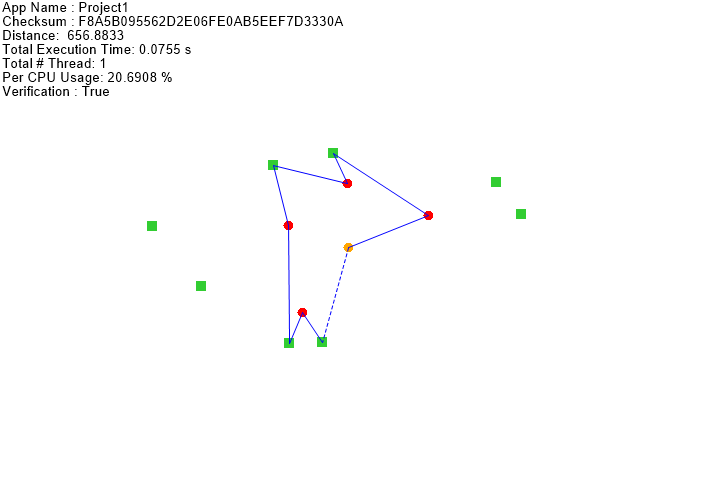 App Name : Project1
Checksum : F8A5B095562D2E06FE0AB5EEF7D3330A
Distance:  656.8833
Total Execution Time: 0.0755 s
Total # Thread: 1
Per CPU Usage: 20.6908 %
Verification : True